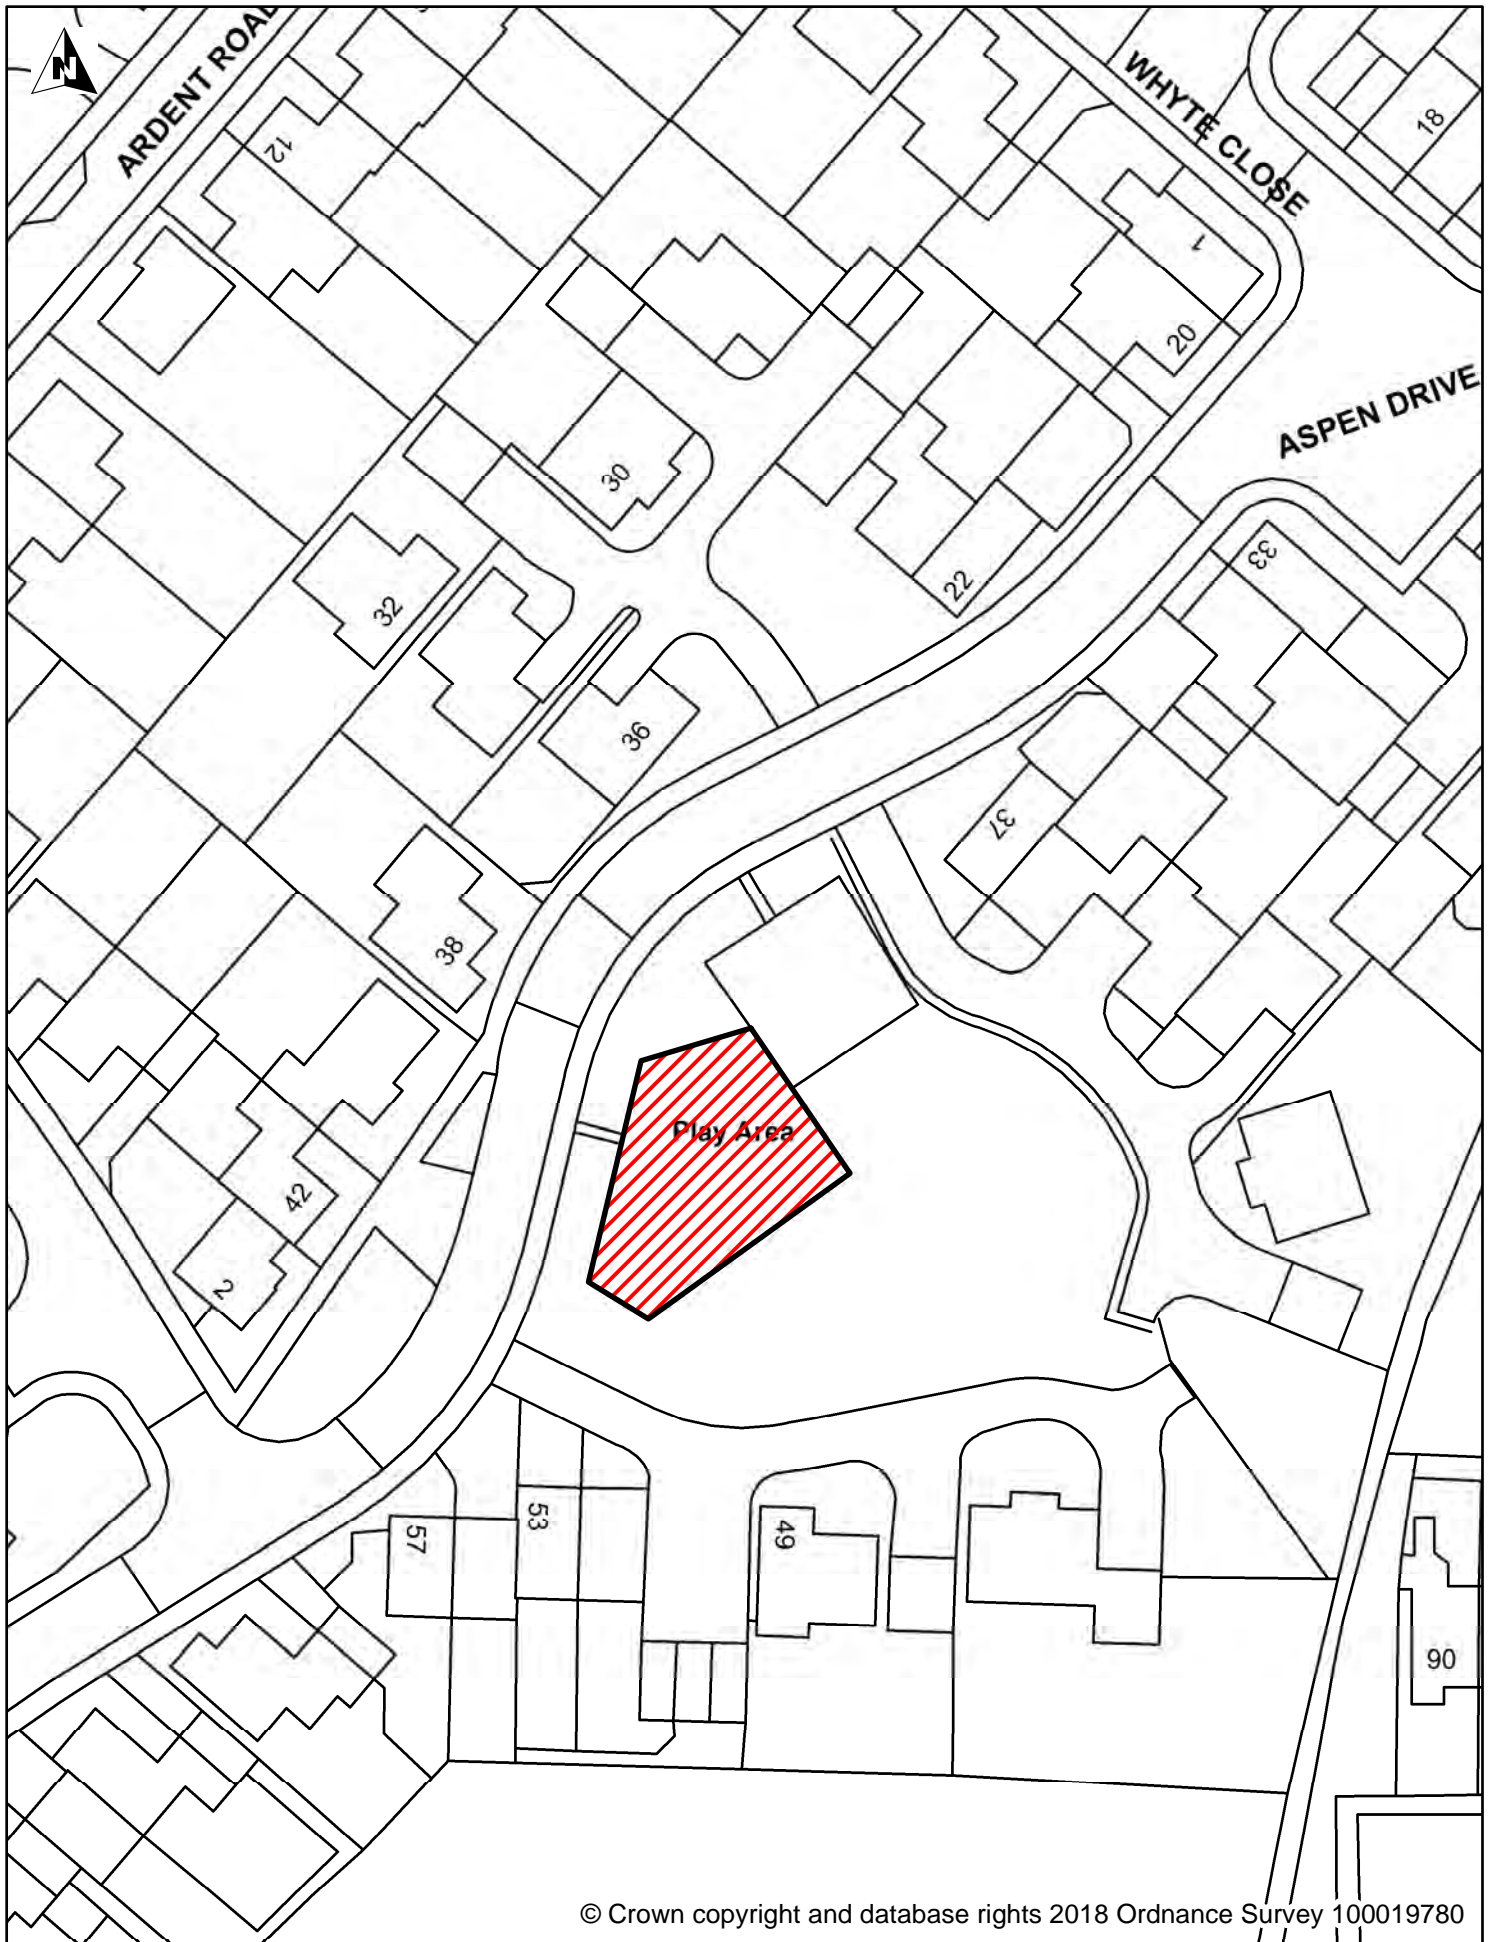 N
ARDENT ROAD
WHYTE CLOSE
18
12
1
20
ASPEN DRIVE
30
33
22
32
36
37
38
Play Area
42
2
53
57
49
90
© Crown copyright and database rights 2018 Ordnance Survey 100019780